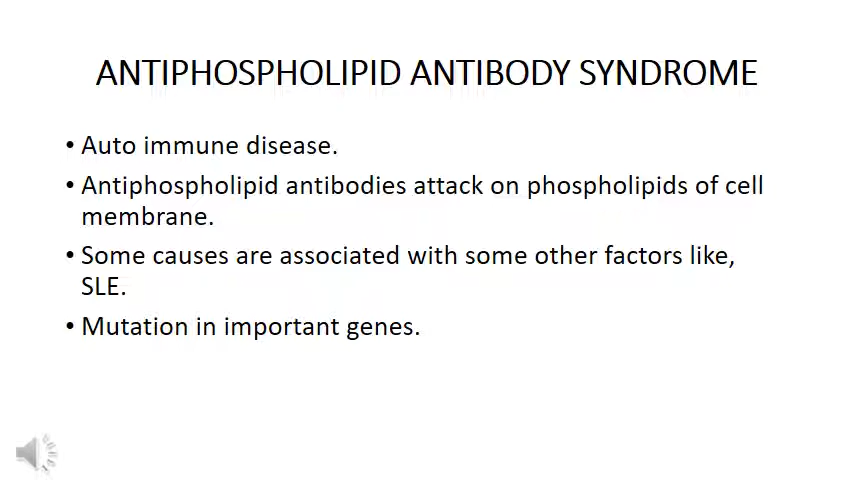 ANTIPHOSPHOLIPID ANTIBODY SYNDROME
• Auto immune disease.
• Antiphospholipid antibodies attack on phospholipids of cell
membrane.
• Some causes are associated with some other factors like,
SLE.
• Mutation in important genes.